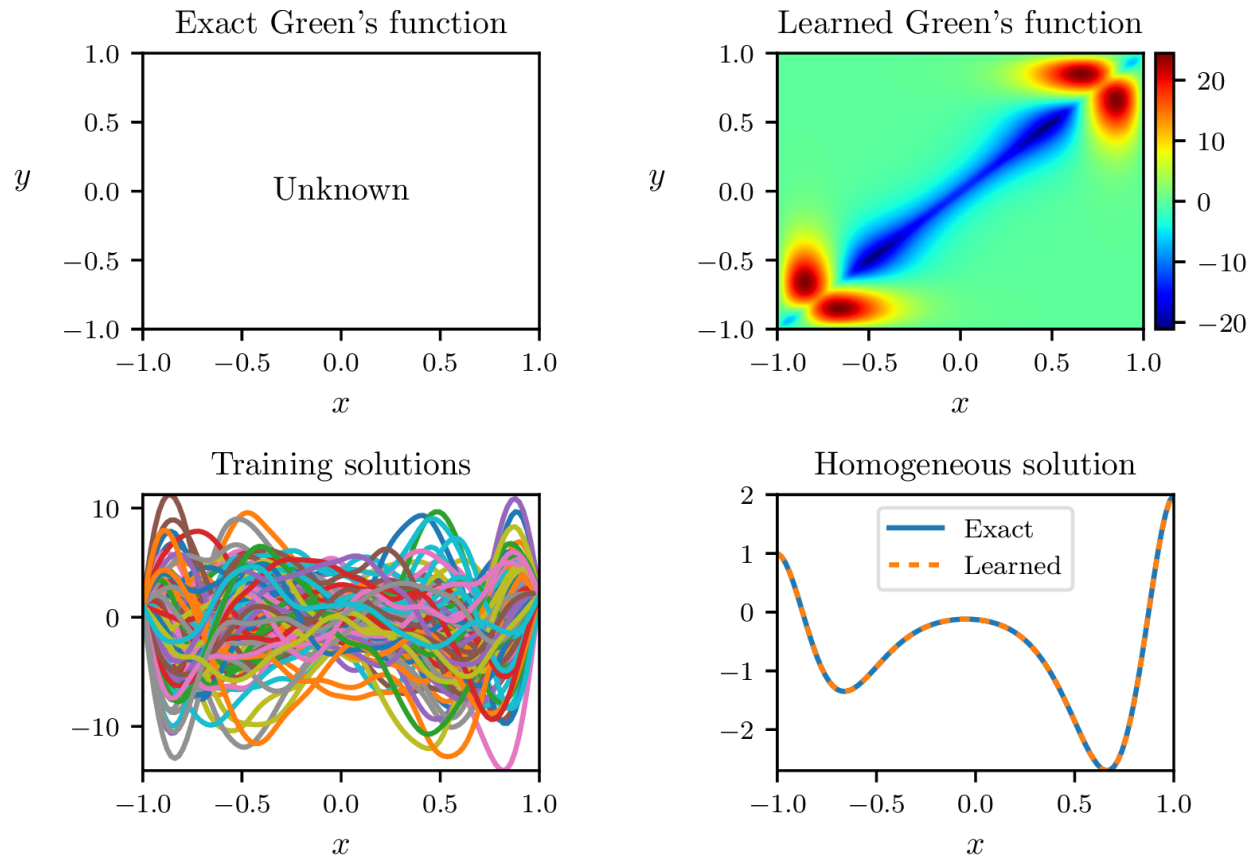 Exact Green's function
1.0
0.5
0.0
−0.5
−1.0
y
Unknown
−1.0 −0.5 0.0 0.5 1.0
x
Learned Green's function
1.0
0.5
0.0
−0.5
−1.0
y
−1.0 −0.5 0.0 0.5 1.0
x
20
10
0
−10
−20
Training solutions
10
0
−10
−1.0 −0.5 0.0 0.5 1.0
x
Homogeneous solution
2
1
0
−1
−2
Exact
Learned
−1.0 −0.5 0.0 0.5 1.0
x